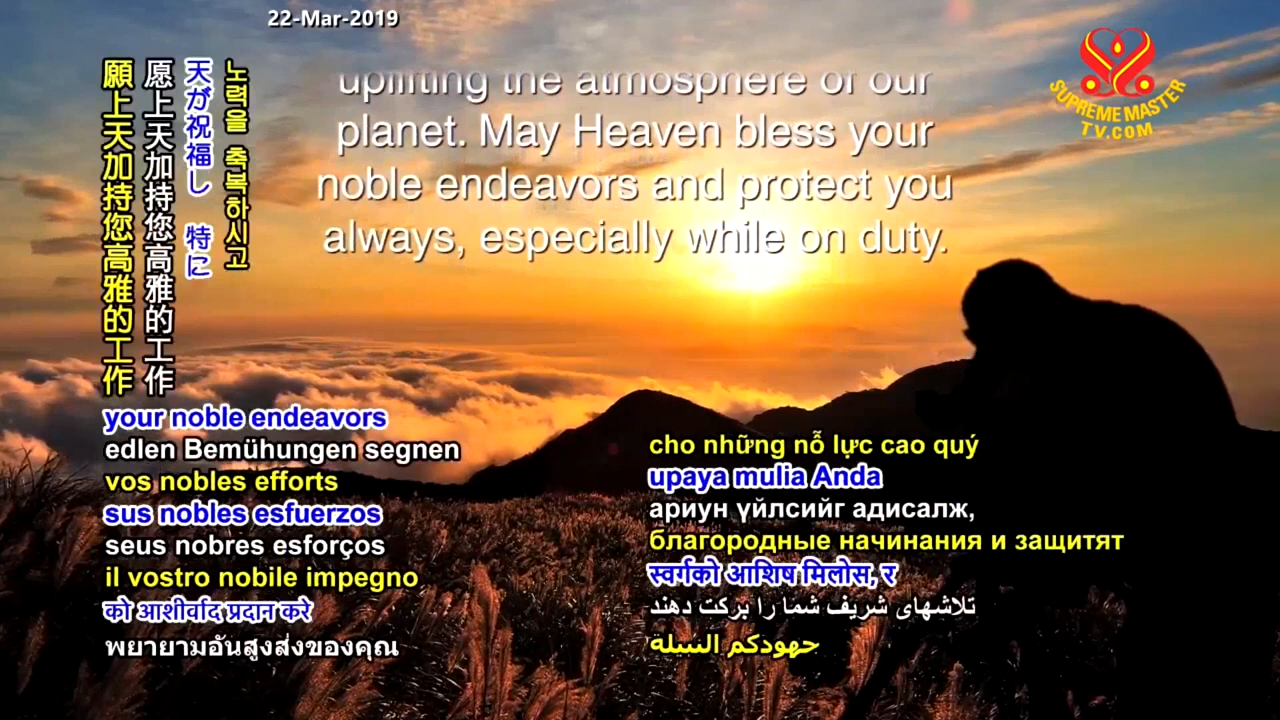 22-Mar-2019
SUPREME MASTER
TV.COM
uplifting the atmosphere of our
planet. May Heaven bless your
noble endeavors and protect you
always, especially while on duty.
願上天加持您高雅的工作
愿上天加持您高雅的工作
天が祝福し 特に
노력을 축복하시고
your noble endeavors
edlen Bemühungen segnen
vos nobles efforts
sus nobles esfuerzos
seus nobres esforços
il vostro nobile impegno
को आशीर्वाद प्रदान करे
พยายามอันสูงส่งของคุณ
cho những nỗ lực cao quý
upaya mulia Anda
ариун үйлсийг адисалж,
благородные начинания и защитят
स्वर्गको आशिष मिलोस, र
تلاشهای شریف شما را برکت دهند
جهودكم النبيلة